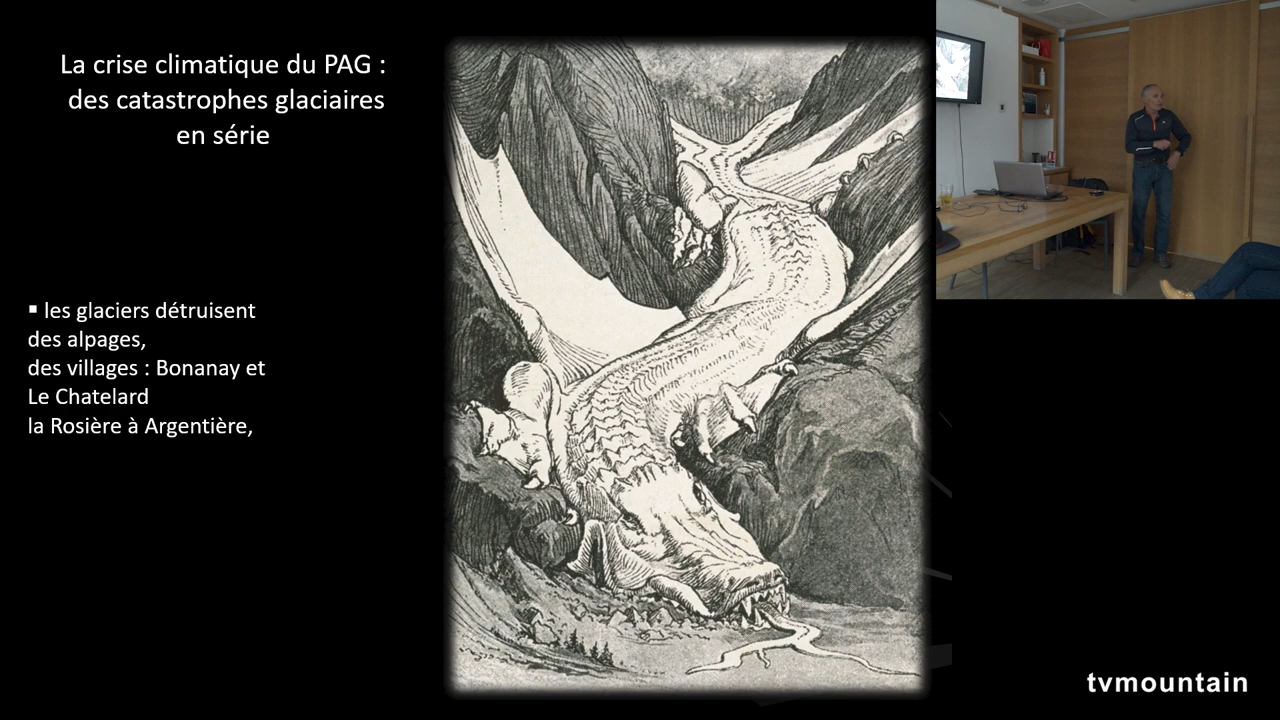 La crise climatique du PAG :
des catastrophes glaciaires
en série
▪ les glaciers détruisent
des alpages,
des villages : Bonanay et
Le Chatelard
la Rosière à Argentière,
tvmountain